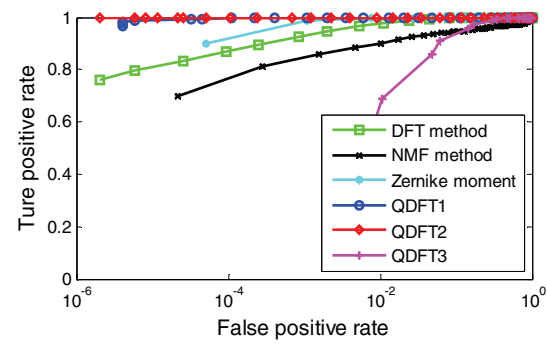 1
0.8
0.6
0.4
0.2
0
Ture positive rate
DFT method
NMF method
Zernike moment
QDFT1
QDFT2
QDFT3
10^-6
10^-4
10^-2
10^0
False positive rate